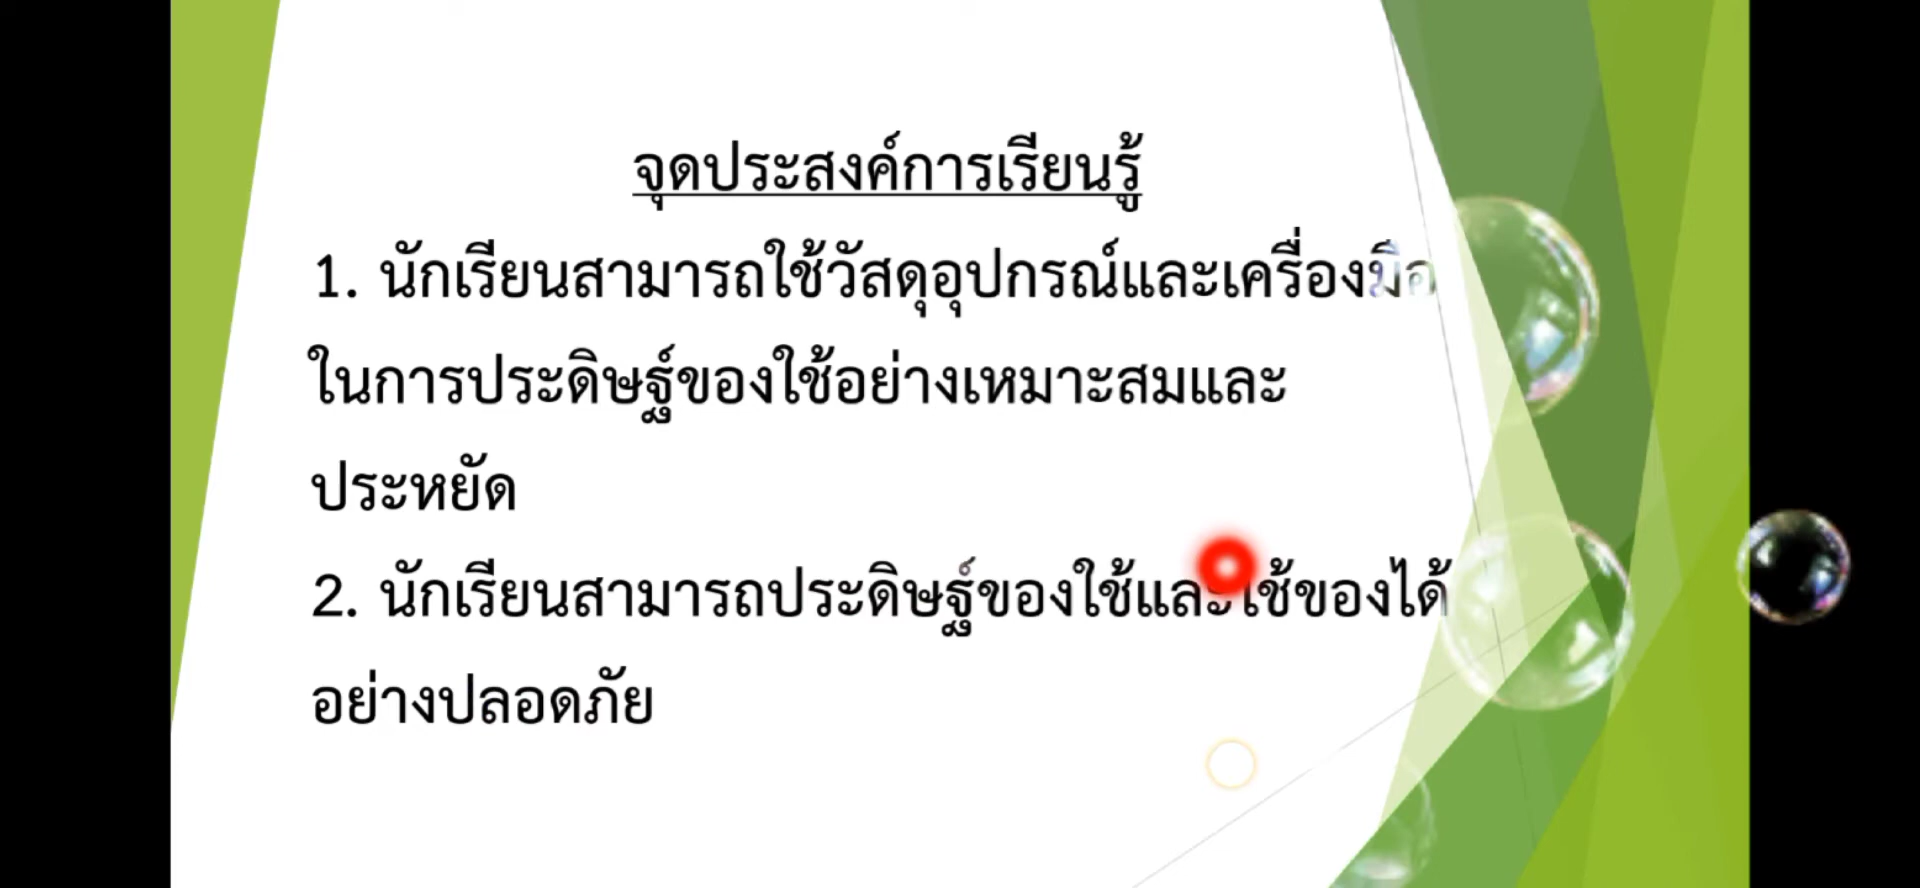 จุดประสงค์การเรียนรู้
1. นักเรียนสามารถใช้วัสดุอุปกรณ์และเครื่องมือ
ในการประดิษฐ์ของใช้อย่างเหมาะสมและ
ประหยัด
2. นักเรียนสามารถประดิษฐ์ของใช้และใช้ของได้
อย่างปลอดภัย